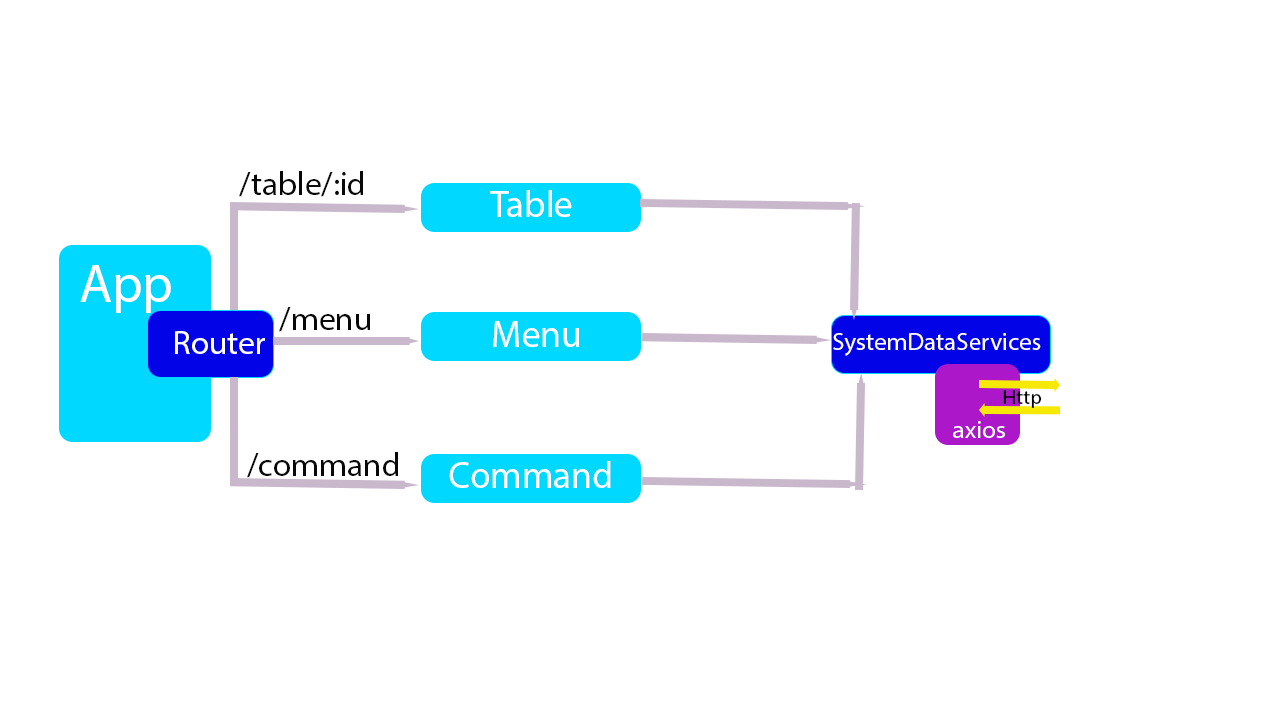 /table/:id
Table
App
Router
/menu
Menu
SystemDataServices
Http
axios
/command
Command